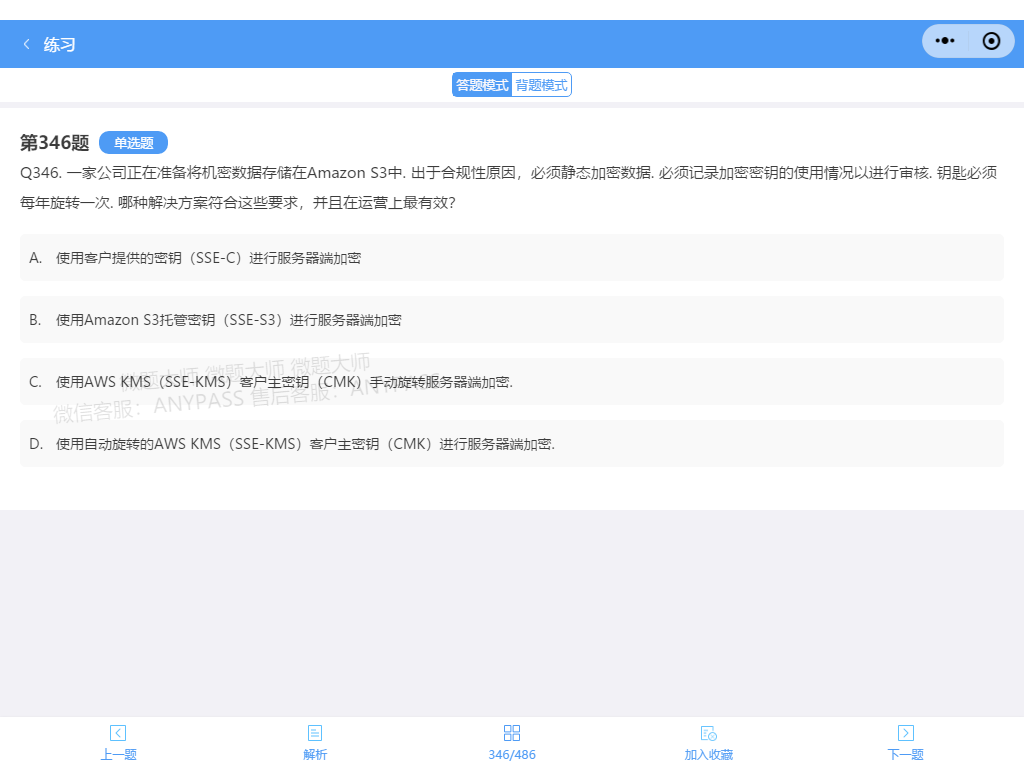 练习
答题模式 背题模式
第346题 单选题
Q346. 一家公司正在准备将机密数据存储在Amazon S3中. 出于合规性原因，必须静态加密数据. 必须记录加密密钥的使用情况以进行审核. 钥匙必须
每年旋转一次. 哪种解决方案符合这些要求，并且在运营上最有效？
A. 使用客户提供的密钥（SSE-C）进行服务器端加密
B. 使用Amazon S3托管密钥（SSE-S3）进行服务器端加密
微题大师 微题大师 微题大师
C. 使用AWS KMS（SSE-KMS）客户主密钥（CMK）手动旋转服务器端加密.
微信客服：ANYPASS 售后客服：ANYPASS
D. 使用自动旋转的AWS KMS（SSE-KMS）客户主密钥（CMK）进行服务器端加密.
上一题 解析 346/486 加入收藏 下一题